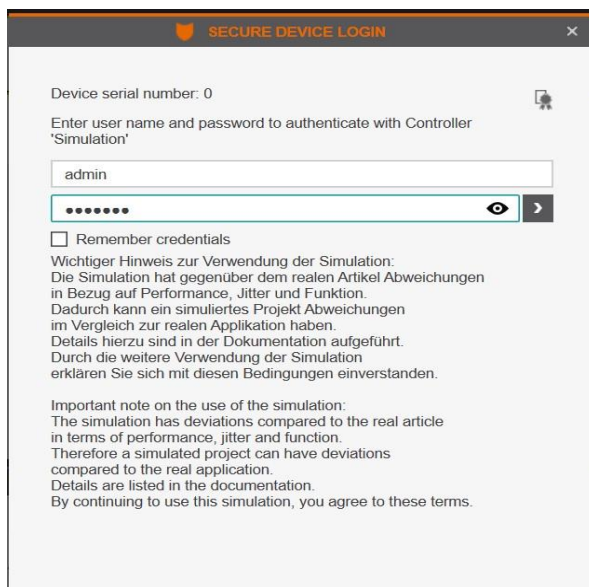 SECURE DEVICE LOGIN
Device serial number: 0
Enter user name and password to authenticate with Controller
'Simulation'
admin
•••••••
Remember credentials
Wichtiger Hinweis zur Verwendung der Simulation:
Die Simulation hat gegenüber dem realen Artikel Abweichungen
in Bezug auf Performance, Jitter und Funktion.
Dadurch kann ein simuliertes Projekt Abweichungen
im Vergleich zur realen Applikation haben.
Details hierzu sind in der Dokumentation aufgeführt.
Durch die weitere Verwendung der Simulation
erklären Sie sich mit diesen Bedingungen einverstanden.
Important note on the use of the simulation:
The simulation has deviations compared to the real article
in terms of performance, jitter and function.
Therefore a simulated project can have deviations
compared to the real application.
Details are listed in the documentation.
By continuing to use this simulation, you agree to these terms.